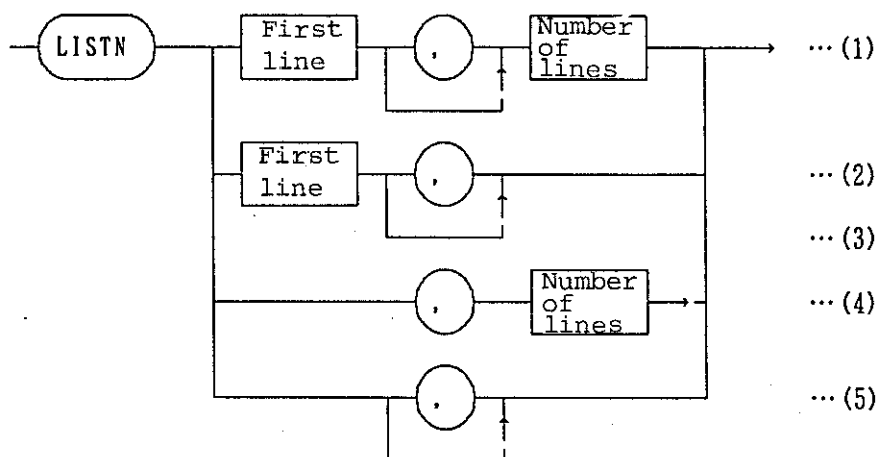 LISTN
First
line
,
Number
of
lines
… (1)
First
line
,
… (2)
… (3)
,
Number
of
lines
… (4)
,
… (5)